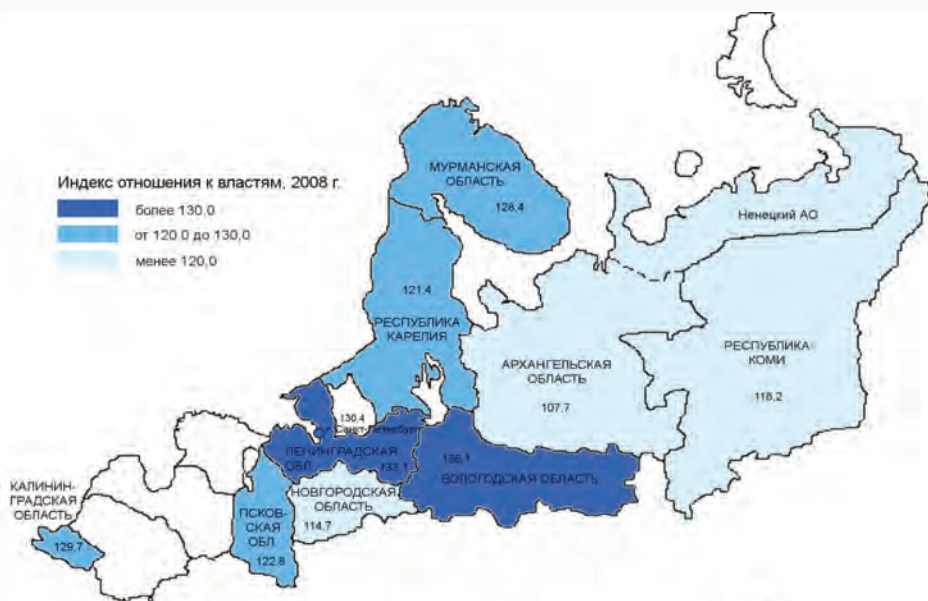 Индекс отношения к властям, 2008 г.
более 130,0
от 120.0 до 130,0
менее 120,0
МУРМАНСКАЯ
ОБЛАСТЬ
128,4
Ненецкий АО
121,4
РЕСПУБЛИКА
КАРЕЛИЯ
АРХАНГЕЛЬСКАЯ
ОБЛАСТЬ
107,7
РЕСПУБЛИКА
КОМИ
118,2
130,4
г. Санкт-Петербург
ЛЕНИНГРАДСКАЯ
ОБЛ
133,1
136,1
ВОЛОГОДСКАЯ ОБЛАСТЬ
КАЛИНИН-
ГРАДСКАЯ
ОБЛАСТЬ
129,7
ПСКОВ-
СКАЯ
ОБЛ
122,8
НОВГОРОДСКАЯ
ОБЛАСТЬ
114,7